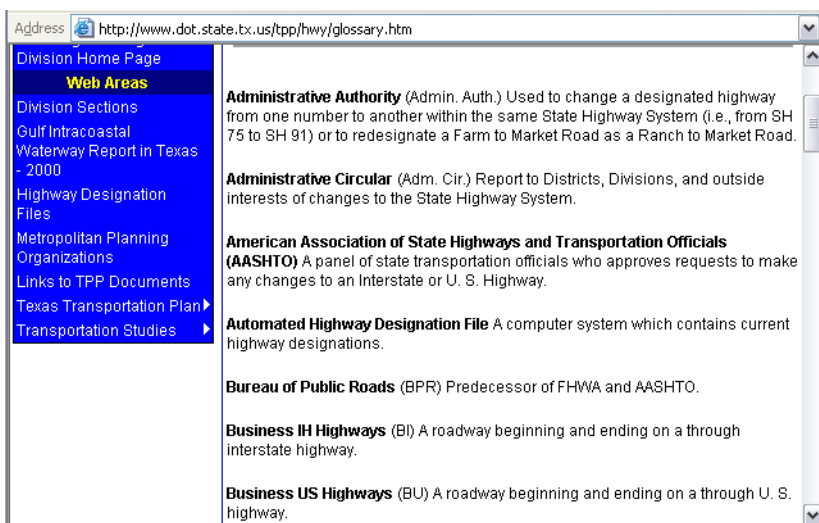 Address http://www.dot.state.tx.us/tpp/hwy/glossary.htm
Division Home Page
Web Areas
Division Sections
Gulf Intracoastal
Waterway Report in Texas
- 2000
Highway Designation
Files
Metropolitan Planning
Organizations
Links to TPP Documents
Texas Transportation Plan
Transportation Studies
Administrative Authority (Admin. Auth.) Used to change a designated highway
from one number to another within the same State Highway System (i.e., from SH
75 to SH 91) or to redesignate a Farm to Market Road as a Ranch to Market Road.
Administrative Circular (Adm. Cir.) Report to Districts, Divisions, and outside
interests of changes to the State Highway System.
American Association of State Highways and Transportation Officials
(AASHTO) A panel of state transportation officials who approves requests to make
any changes to an Interstate or U. S. Highway.
Automated Highway Designation File A computer system which contains current
highway designations.
Bureau of Public Roads (BPR) Predecessor of FHWA and AASHTO.
Business IH Highways (BI) A roadway beginning and ending on a through
interstate highway.
Business US Highways (BU) A roadway beginning and ending on a through U. S.
highway.